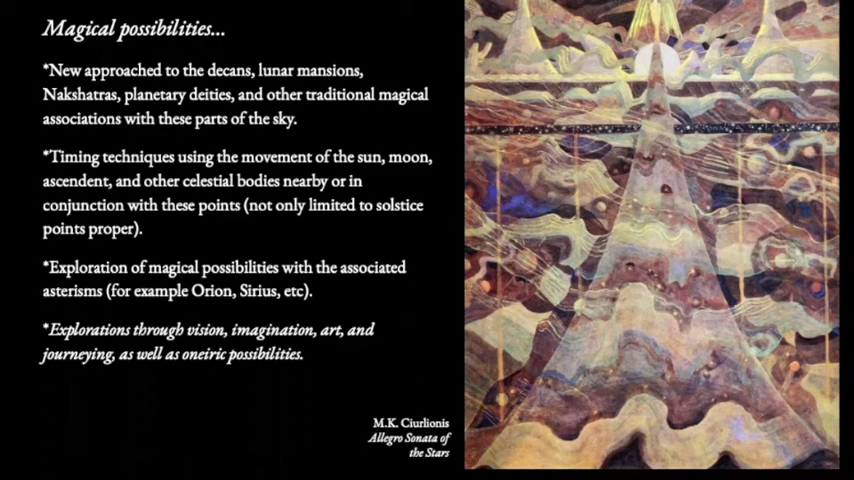 Magical possibilities...
*New approached to the decans, lunar mansions,
Nakshatras, planetary deities, and other traditional magical
associations with these parts of the sky.
*Timing techniques using the movement of the sun, moon,
ascendent, and other celestial bodies nearby or in
conjunction with these points (not only limited to solstice
points proper).
*Exploration of magical possibilities with the associated
asterisms (for example Orion, Sirius, etc).
*Explorations through vision, imagination, art, and
journeying, as well as oneiric possibilities.
M.K. Ciurlionis
Allegro Sonata of
the Stars